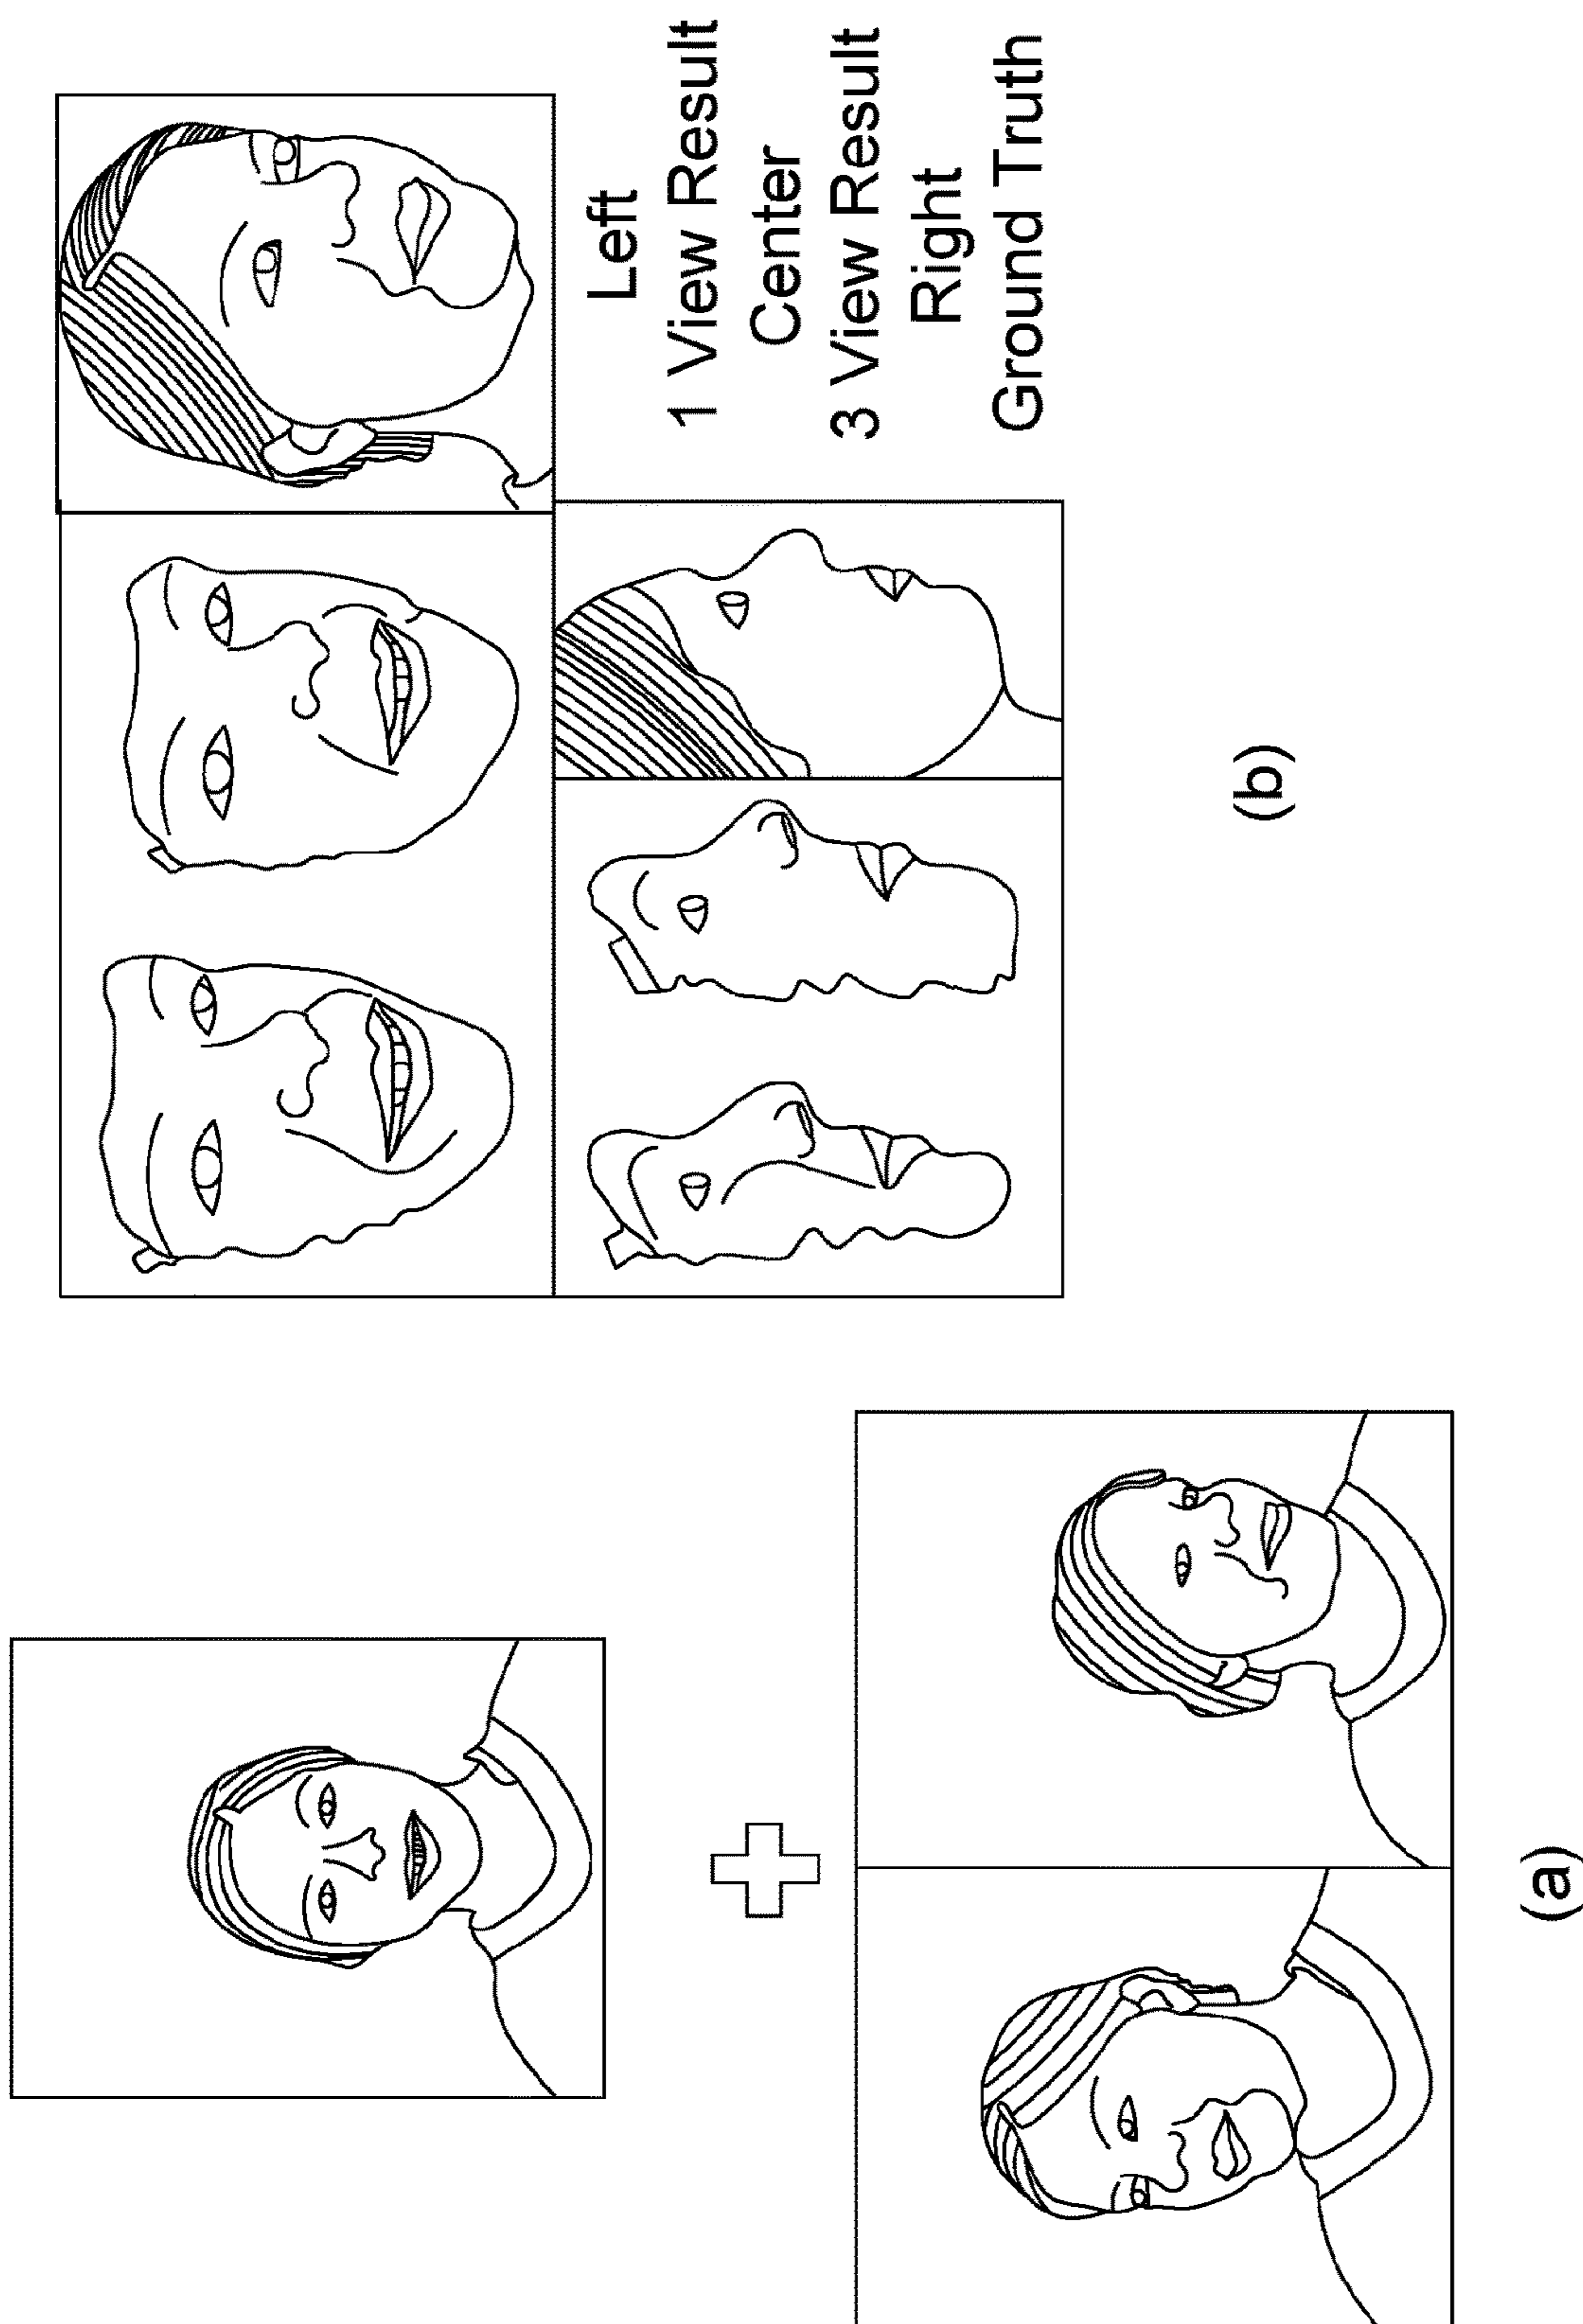 (a)
Left
1 View Result
Center
3 View Result
Right
Ground Truth
(b)